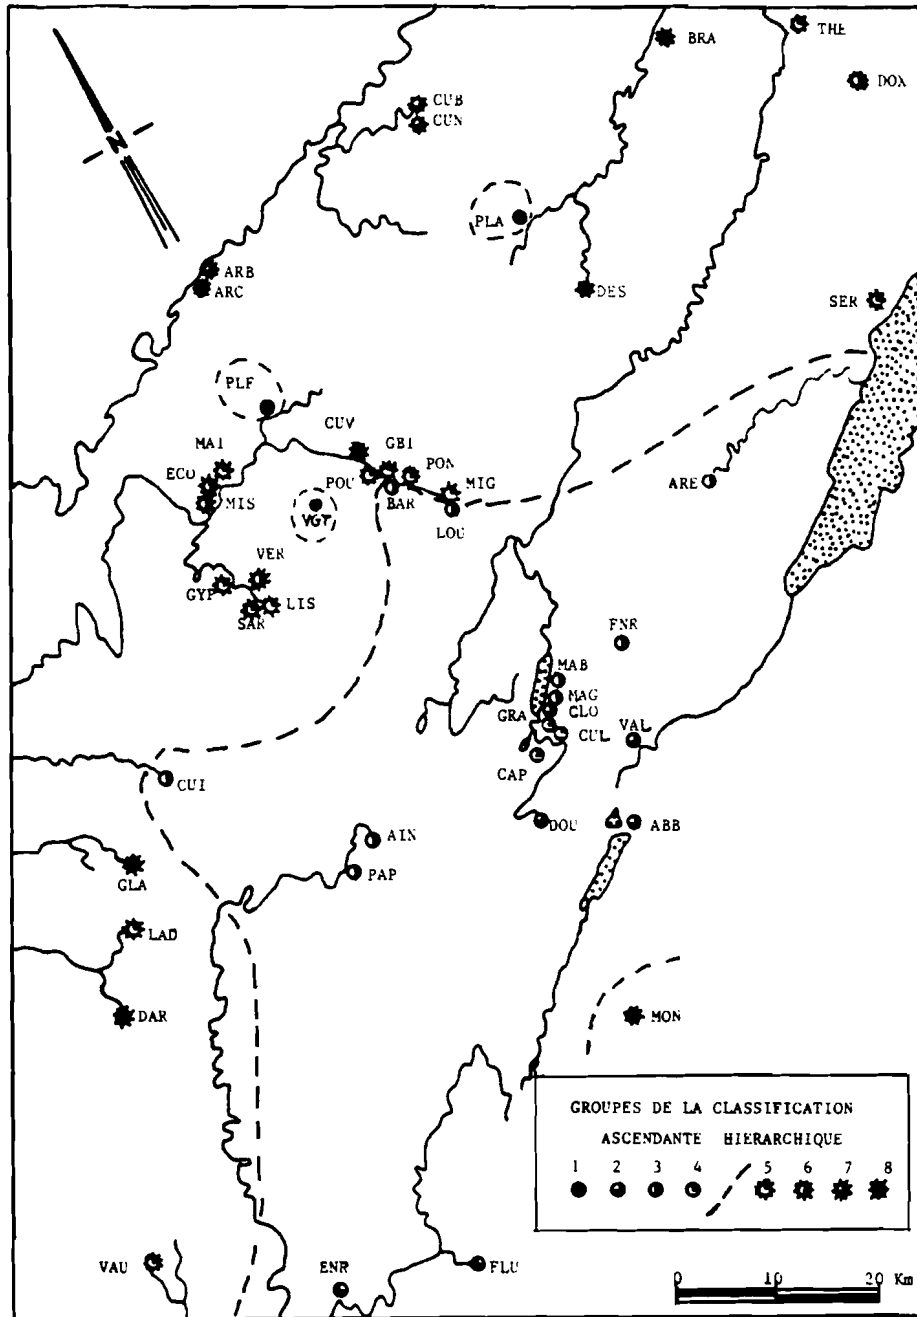 BRA
THE
DOX
CUB
CUN
N
PLA
ARB
ARC
DES
SER
PLF
CUV
MAI
GBI
PON
ECO
POU
MIG
MIS
BAR
ARE
VGT
LOU
VER
GYP
LIS
SAR
FNR
MAB
MAG
GRA
CLO
CUL
VAL
CAP
CUI
DOU
ABB
AIN
PAP
GLA
LAD
DAR
MON
GROUPES DE LA CLASSIFICATION
ASCENDANTE HIERARCHIQUE
1 2 3 4 5 6 7 8
VAU
ENR
FLU
0 10 20 Km